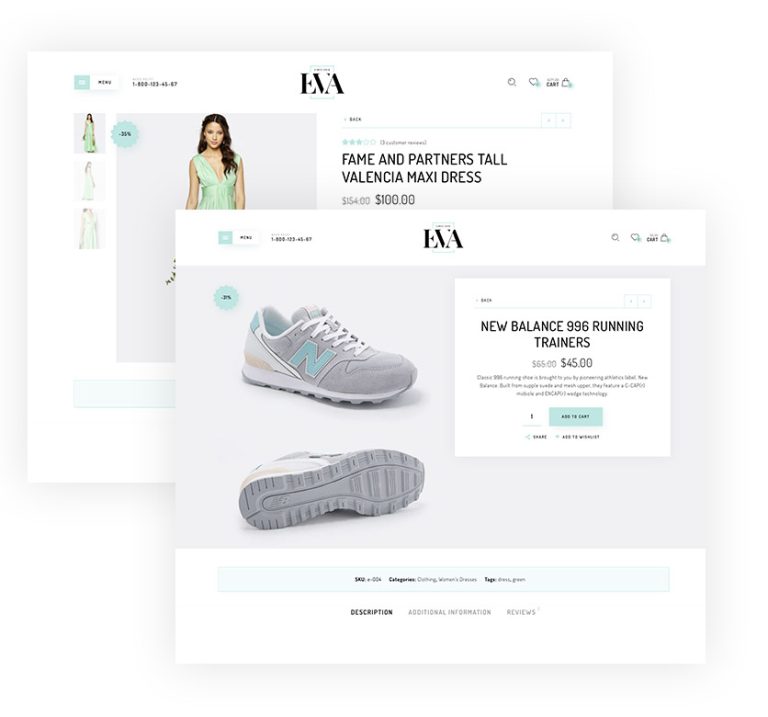 MENU
1-800-123-45-67
EVA
CART
-35%
BACK
(3 customer reviews)
FAME AND PARTNERS TALL
VALENCIA MAXI DRESS
$154.00 $100.00
MENU
1-800-123-45-67
EVA
CART
-31%
N
BACK
NEW BALANCE 996 RUNNING
TRAINERS
$65.00 $45.00
Classic 996 running shoe is brought to you by pioneering athletics label, New
Balance. Built from supple suede and mesh upper, they feature a C-CAP(r)
midsole and ENCAP(r) wedge technology.
1 ADD TO CART
SHARE ADD TO WISHLIST
SKU: e-004 Categories: Clothing, Women's Dresses Tags: dress, green
DESCRIPTION ADDITIONAL INFORMATION REVIEWS